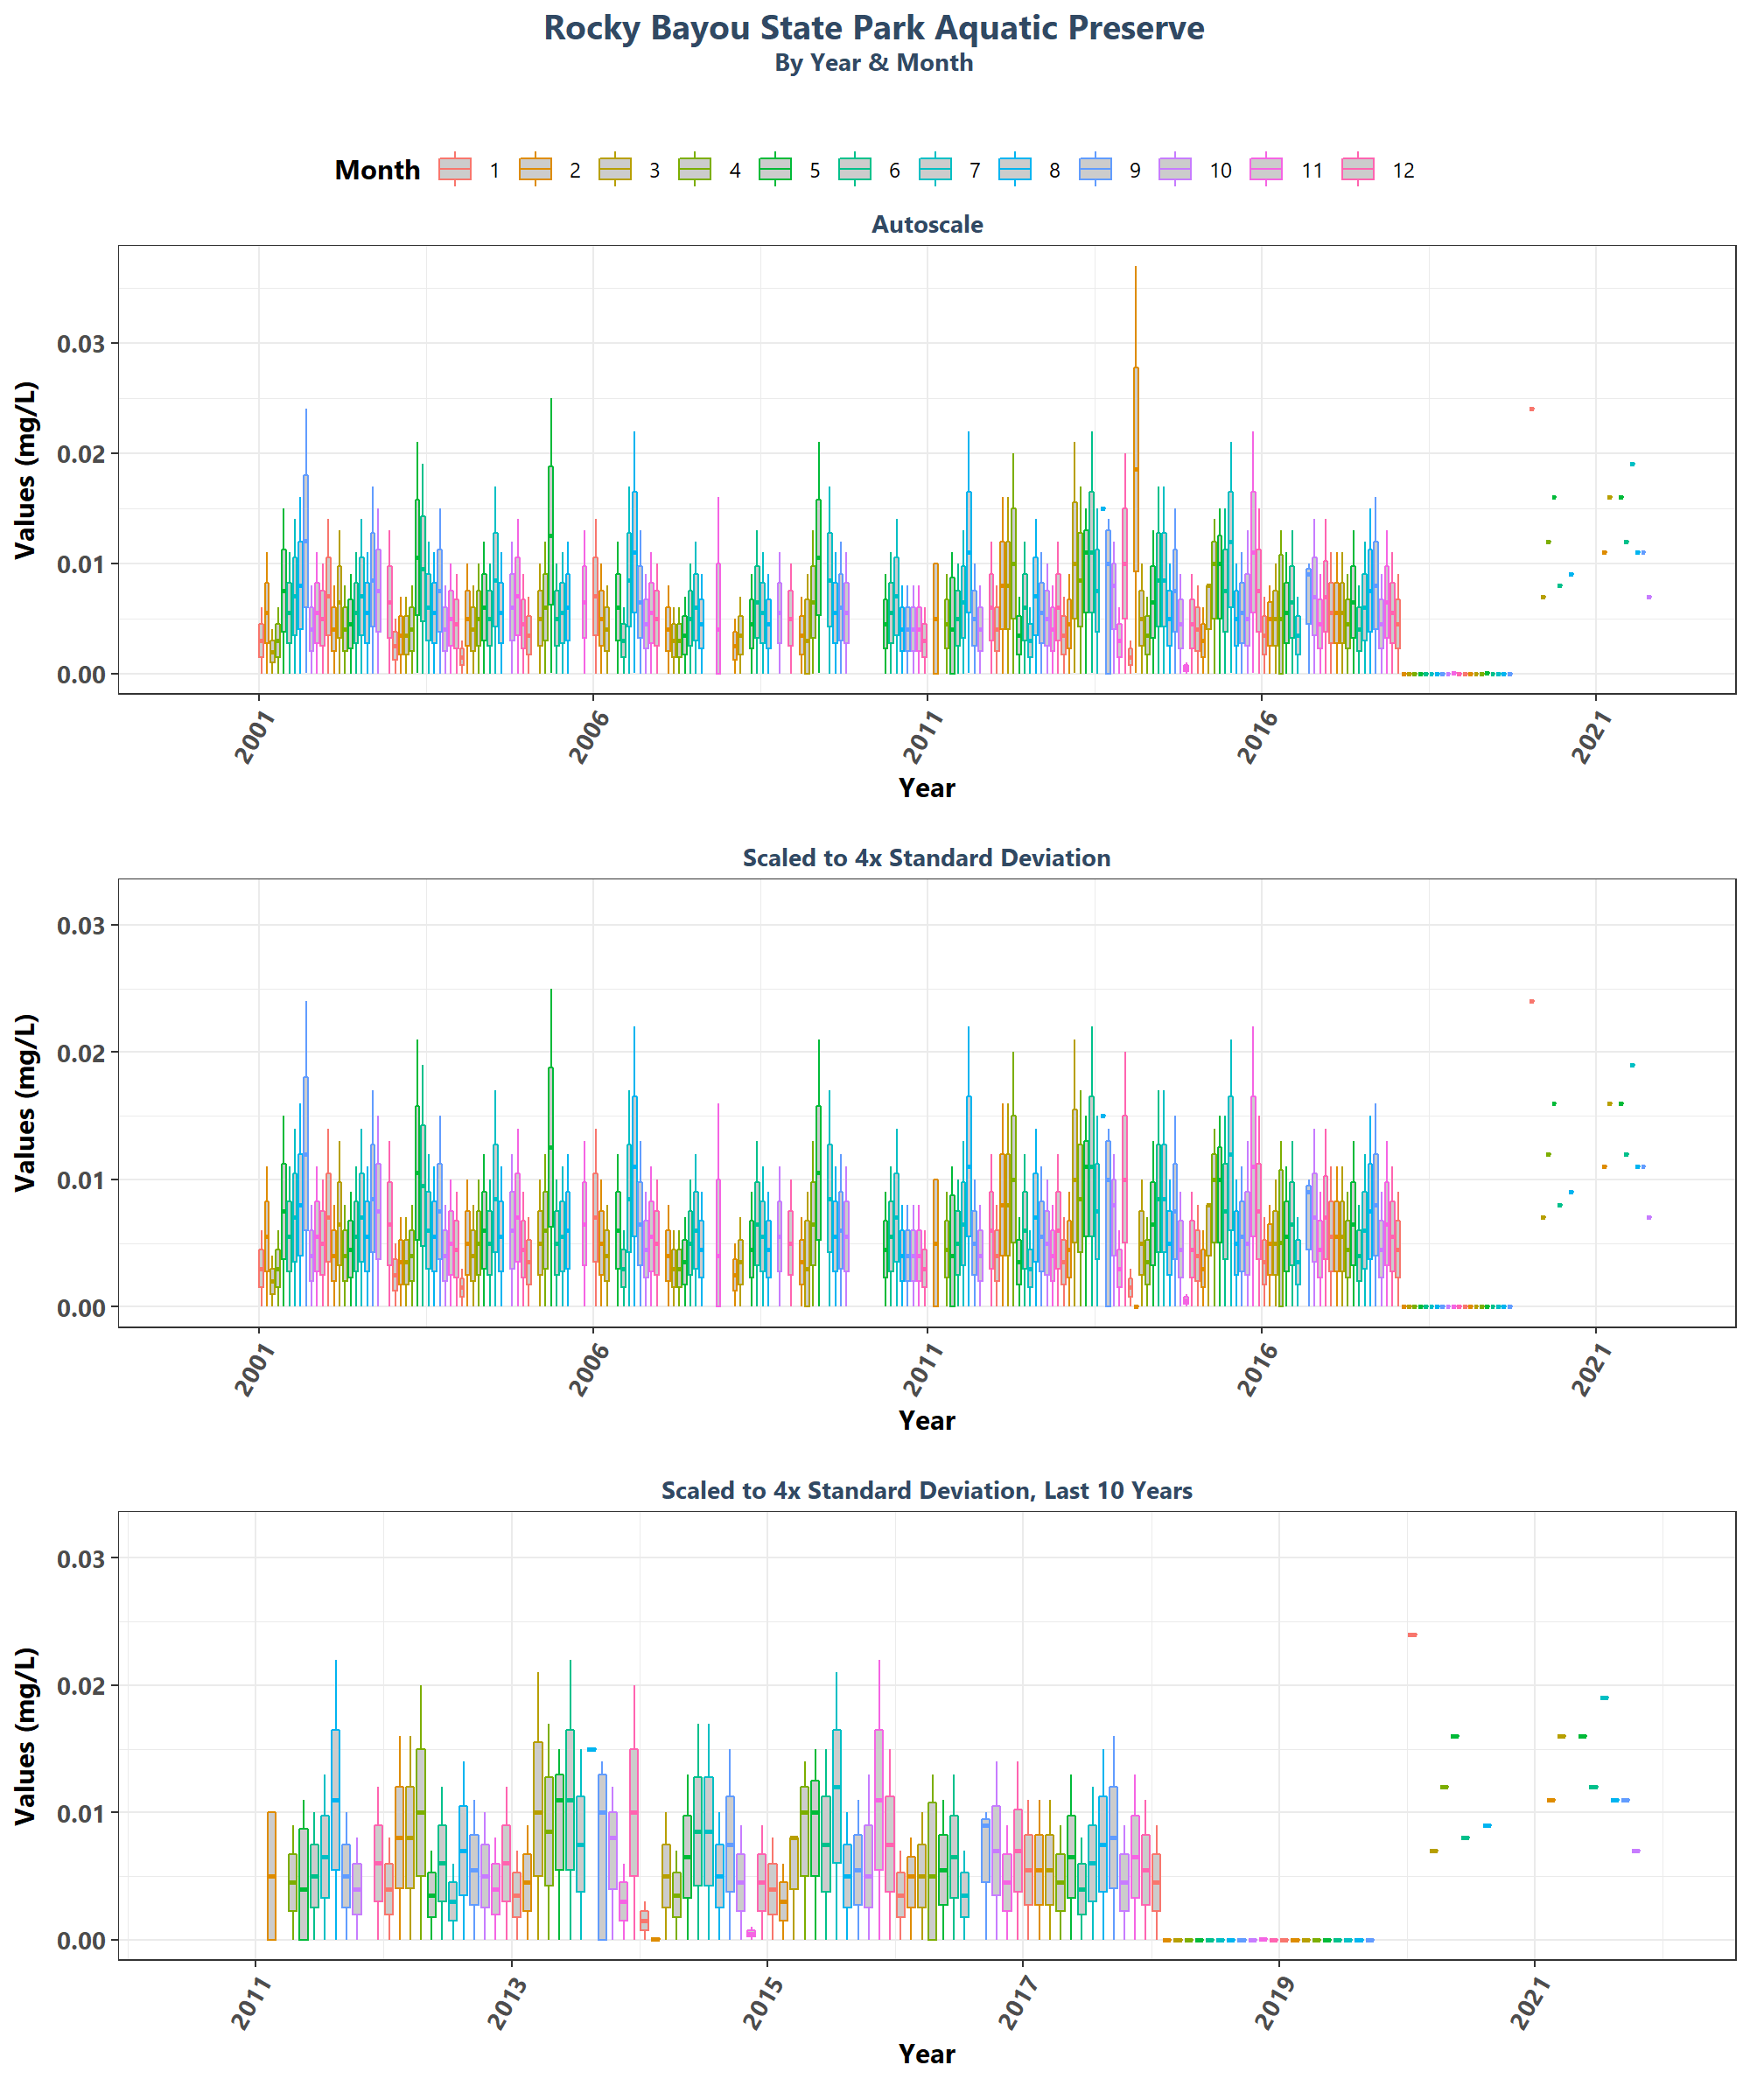 Rocky Bayou State Park Aquatic Preserve
By Year & Month
Month 1 2 3 4 5 6 7 8 9 10 11 12
Autoscale
Values (mg/L)
0.03
0.02
0.01
0.00
2001 2006 2011 2016 2021
Year
Scaled to 4x Standard Deviation
Values (mg/L)
0.03
0.02
0.01
0.00
2001 2006 2011 2016 2021
Year
Scaled to 4x Standard Deviation, Last 10 Years
Values (mg/L)
0.03
0.02
0.01
0.00
2011 2013 2015 2017 2019 2021
Year